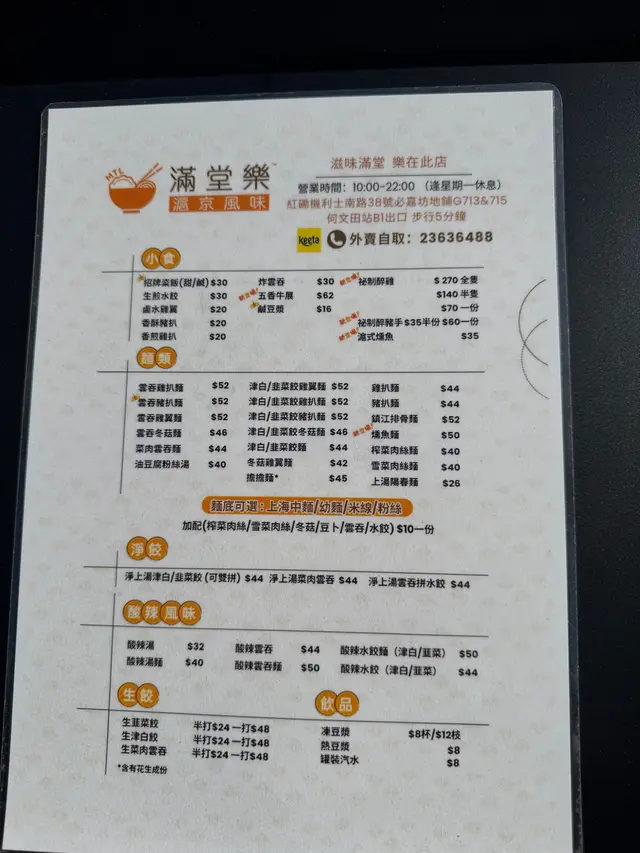 MTL
滿堂樂
滬京風味
滋味滿堂 樂在此店
營業時間：10:00-22:00 （逢星期一休息）
紅磡機利士南路38號必嘉坊地舖G713&715
何文田站B1出口 步行5分鐘
keeta 外賣自取：23636488
小食
招牌粢飯(甜/鹹) $30
生煎水餃 $30
鹵水雞翼 $20
香酥豬扒 $20
香煎雞扒 $20
炸雲吞 $30
五香牛𦟌 $62
鹹豆漿 $16
祕制醉雞 $270 全隻
$140 半隻
$70 一份
祕制醉豬手 $35半份 $60一份
滬式燻魚 $35
麵類
雲吞雞扒麵 $52
雲吞豬扒麵 $52
雲吞雞翼麵 $52
雲吞冬菇麵 $46
菜肉雲吞麵 $44
油豆腐粉絲湯 $40
津白/韮菜餃雞翼麵 $52
津白/韮菜餃雞扒麵 $52
津白/韮菜餃豬扒麵 $52
津白/韮菜餃冬菇麵 $46
津白/韮菜餃麵 $44
冬菇雞翼麵 $42
擔擔麵* $45
雞扒麵 $44
豬扒麵 $44
鎮江排骨麵 $52
燻魚麵 $50
榨菜肉絲麵 $40
雪菜肉絲麵 $40
上湯陽春麵 $26
麵底可選：上海中麵/幼麵/米線/粉絲
加配(榨菜肉絲/雪菜肉絲/冬菇/豆卜/雲吞/水餃) $10一份
淨餃
淨上湯津白/韮菜餃 (可雙拼) $44 淨上湯菜肉雲吞 $44 淨上湯雲吞拼水餃 $44
酸辣風味
酸辣湯 $32
酸辣湯麵 $40
酸辣雲吞 $44
酸辣雲吞麵 $50
酸辣水餃麵（津白/韮菜） $50
酸辣水餃（津白/韮菜） $44
生餃
生韮菜餃 半打$24 一打$48
生津白餃 半打$24 一打$48
生菜肉雲吞 半打$24 一打$48
*含有花生成份
飲品
凍豆漿 $8杯/$12枝
熱豆漿 $8
罐裝汽水 $8